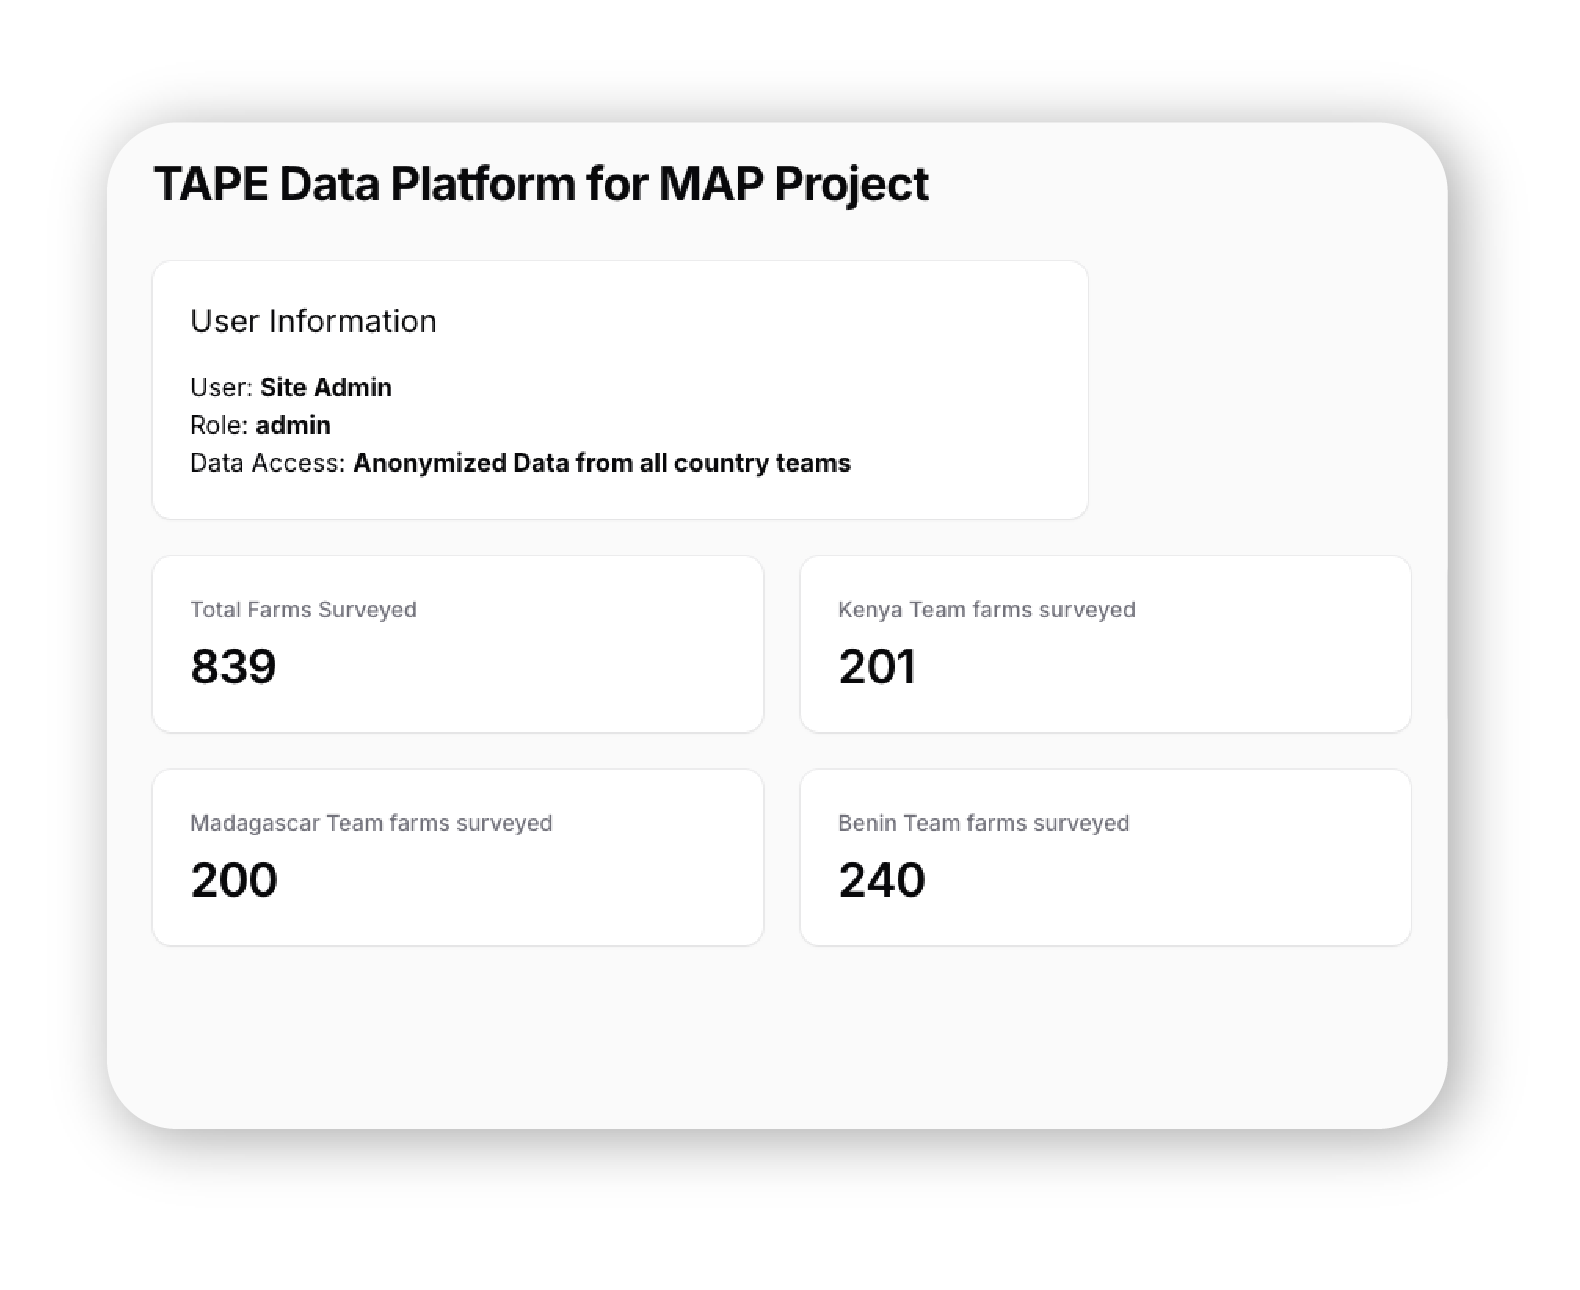 TAPE Data Platform for MAP Project
User Information
User: Site Admin
Role: admin
Data Access: Anonymized Data from all country teams
Total Farms Surveyed
839
Kenya Team farms surveyed
201
Madagascar Team farms surveyed
200
Benin Team farms surveyed
240